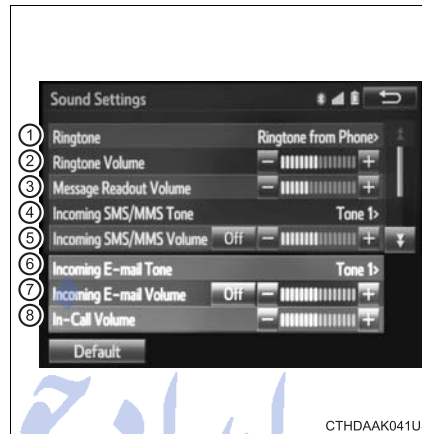 Sound Settings
1 Ringtone Ringtone from Phone>
2 Ringtone Volume − +
3 Message Readout Volume − +
4 Incoming SMS/MMS Tone Tone 1>
5 Incoming SMS/MMS Volume Off − +
6 Incoming E-mail Tone Tone 1>
7 Incoming E-mail Volume Off − +
8 In-Call Volume − +
Default
CTHDAAK041U